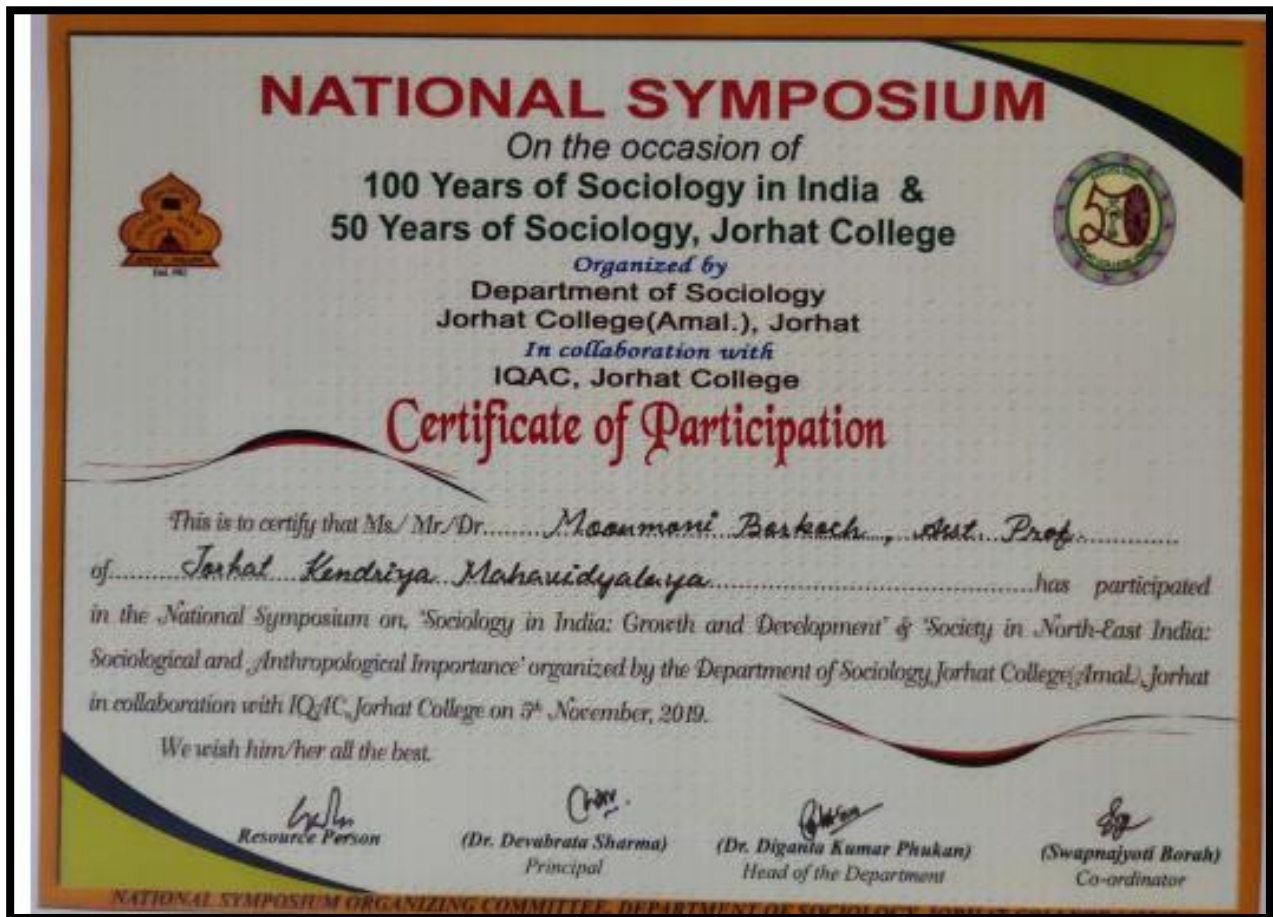 NATIONAL SYMPOSIUM
On the occasion of
100 Years of Sociology in India &
50 Years of Sociology, Jorhat College
Organized by
Department of Sociology
Jorhat College(Amal.), Jorhat
In collaboration with
IQAC, Jorhat College
Certificate of Participation
This is to certify that Ms./ Mr./Dr........ Moonmoni Borkoch, Asst. Prof.............
of.......... Jorhat Kendriya Mahavidyalaya........................................has participated
in the National Symposium on, 'Sociology in India: Growth and Development' & 'Society in North-East India:
Sociological and Anthropological Importance' organized by the Department of Sociology, Jorhat College(Amal.), Jorhat
in collaboration with IQAC, Jorhat College on 5th November, 2019.
We wish him/her all the best.
Resource Person
(Dr. Devabrata Sharma)
Principal
(Dr. Diganta Kumar Phukan)
Head of the Department
(Swapnajyoti Borah)
Co-ordinator
NATIONAL SYMPOSIUM ORGANIZING COMMITTEE, DEPARTMENT OF SOCIOLOGY, JORHAT